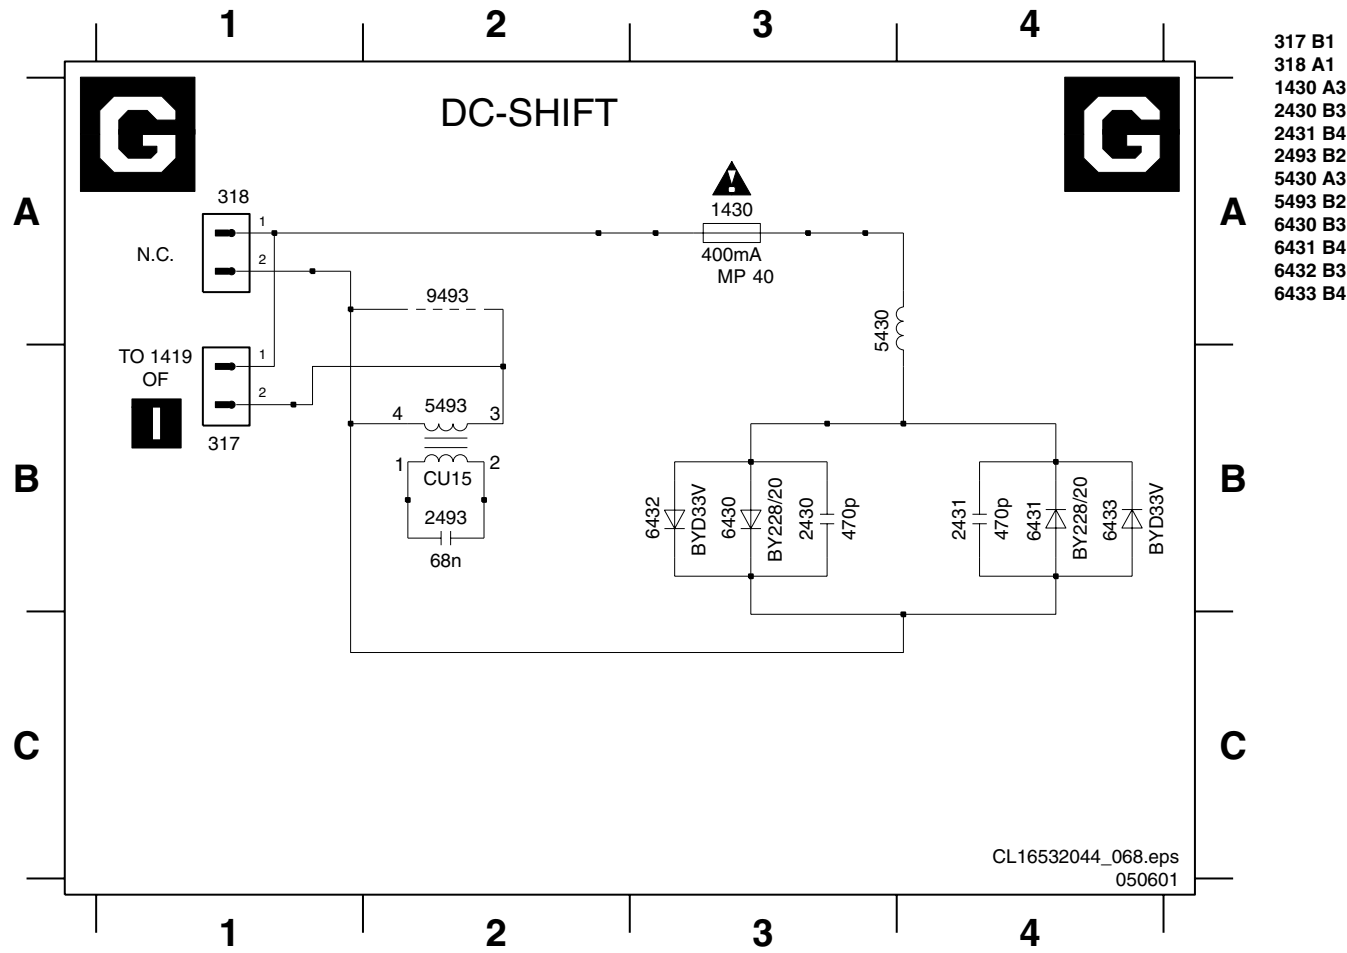 1 2 3 4
317 B1
318 A1
1430 A3
2430 B3
2431 B4
2493 B2
5430 A3
5493 B2
6430 B3
6431 B4
6432 B3
6433 B4
G DC-SHIFT G
A A
318
1
2
N.C.
1430
400mA
MP 40
9493
5430
TO 1419
OF
I
1
2
317
4 5493 3
1 2
CU15
2493
68n
B B
6432
BYD33V
6430
BY228/20
2430
470p
2431
470p
6431
BY228/20
6433
BYD33V
C C
CL16532044_068.eps
050601
1 2 3 4